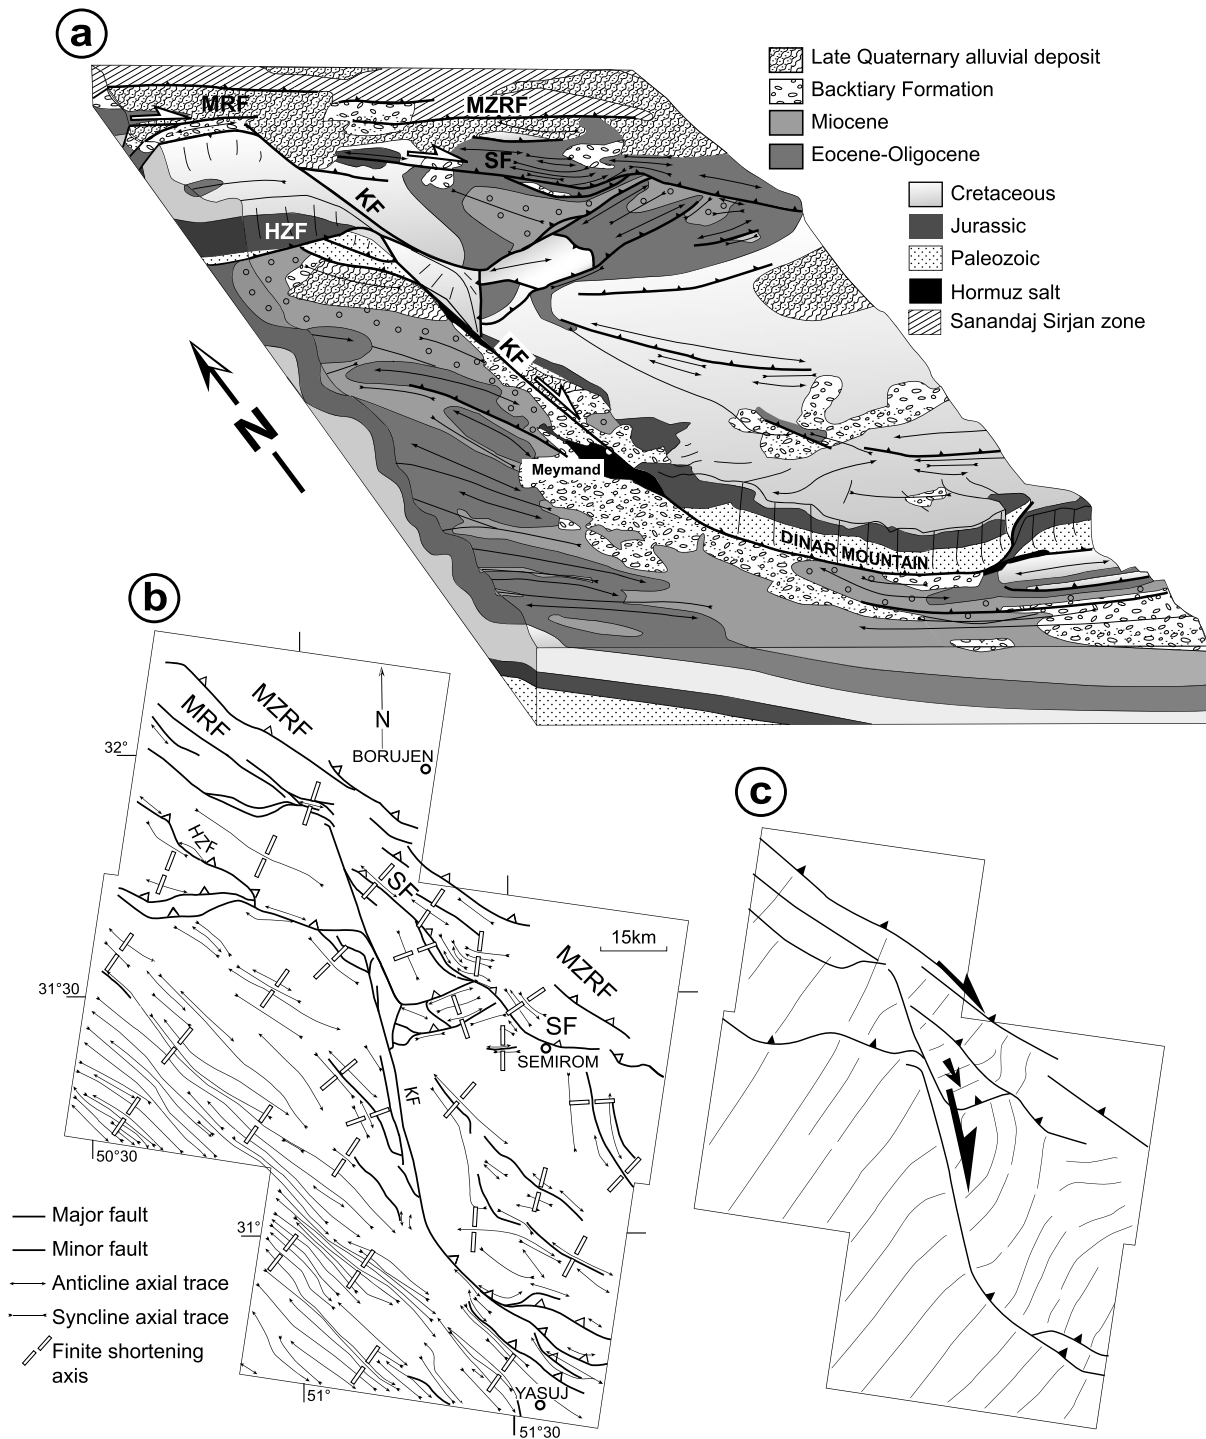 a
Late Quaternary alluvial deposit
Backtiary Formation
Miocene
Eocene-Oligocene
Cretaceous
Jurassic
Paleozoic
Hormuz salt
Sanandaj Sirjan zone
MRF
MZRF
SF
KF
HZF
KF
N
Meymand
DINAR MOUNTAIN
b
MZRF
MRF
N
BORUJEN
32°
HZF
SF
15km
MZRF
31°30
SF
SEMIROM
KF
50°30
31°
Major fault
Minor fault
Anticline axial trace
Syncline axial trace
Finite shortening
axis
51°
YASUJ
51°30
c